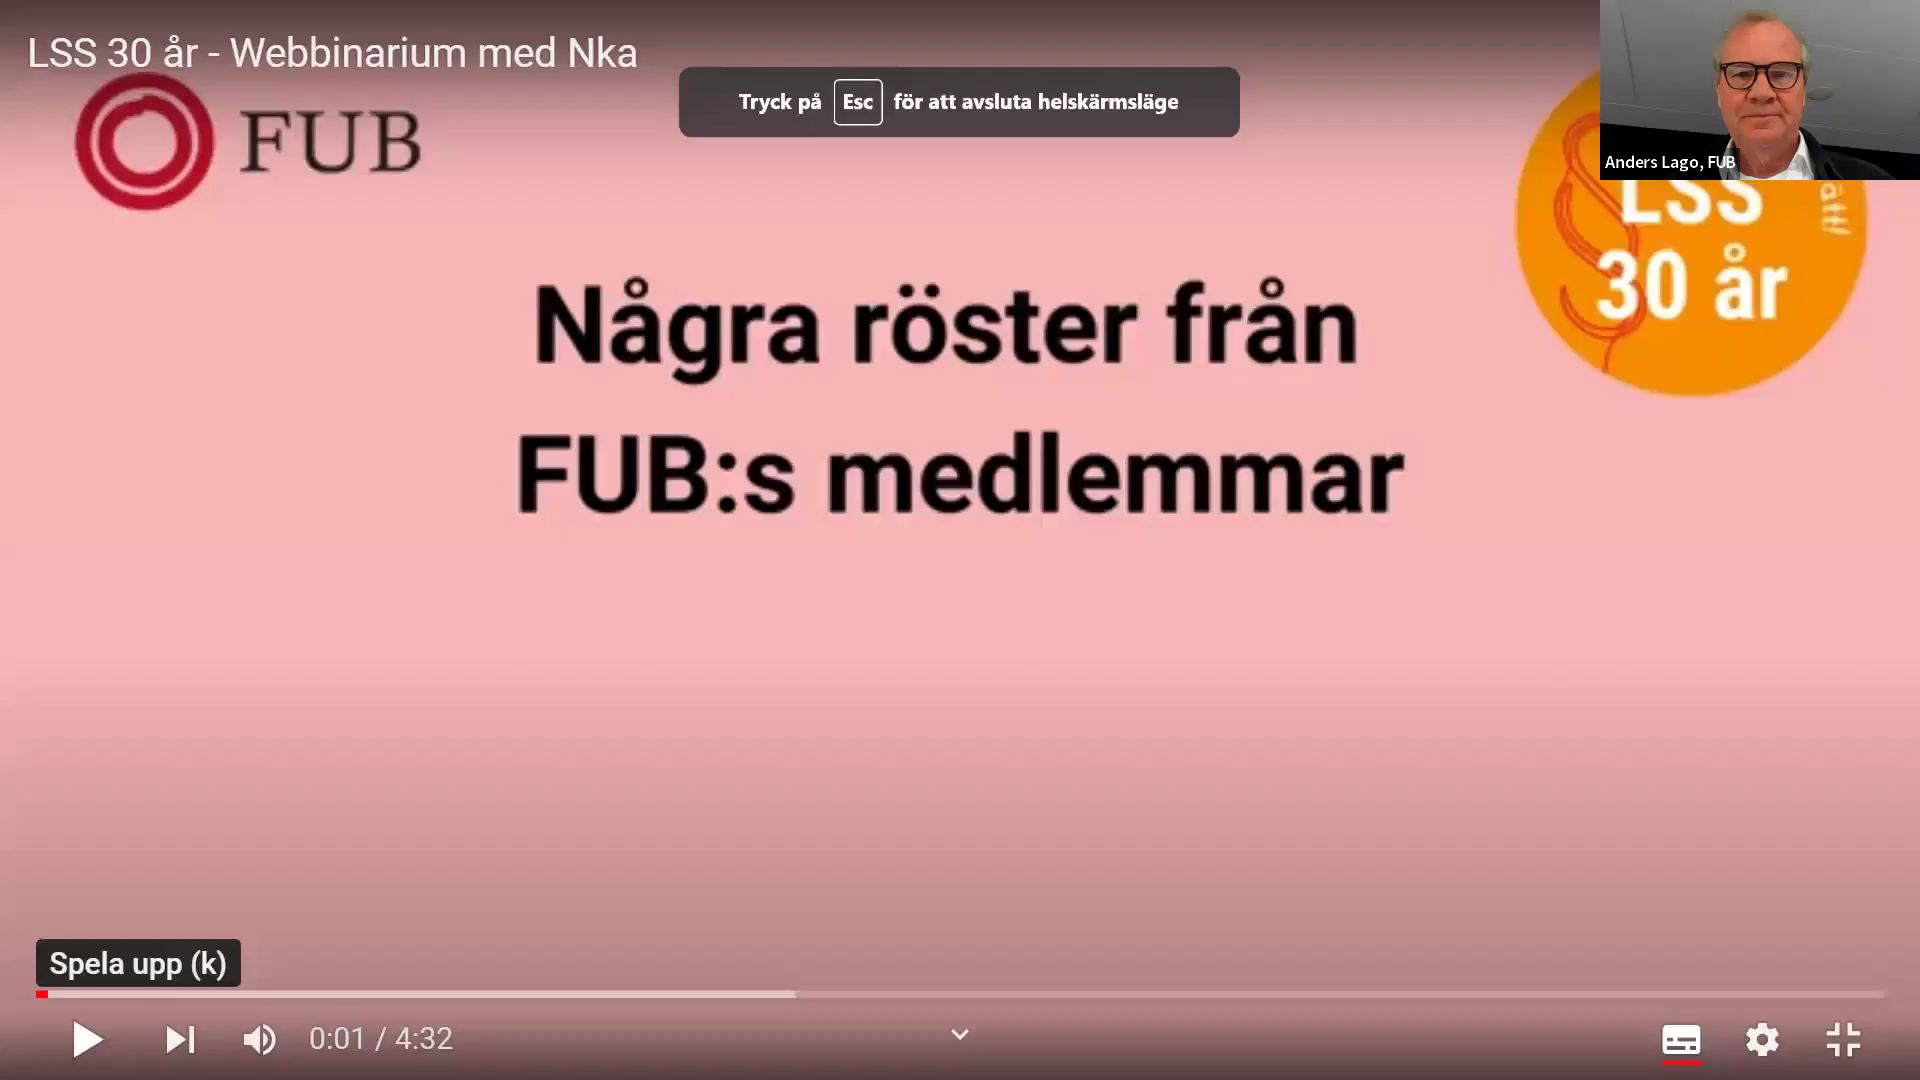 LSS 30 år - Webbinarium med Nka
FUB
Tryck på Esc för att avsluta helskärmsläge
Anders Lago, FUB
LSS
30 år
Några röster från
FUB:s medlemmar
Spela upp (k)
0:01 / 4:32